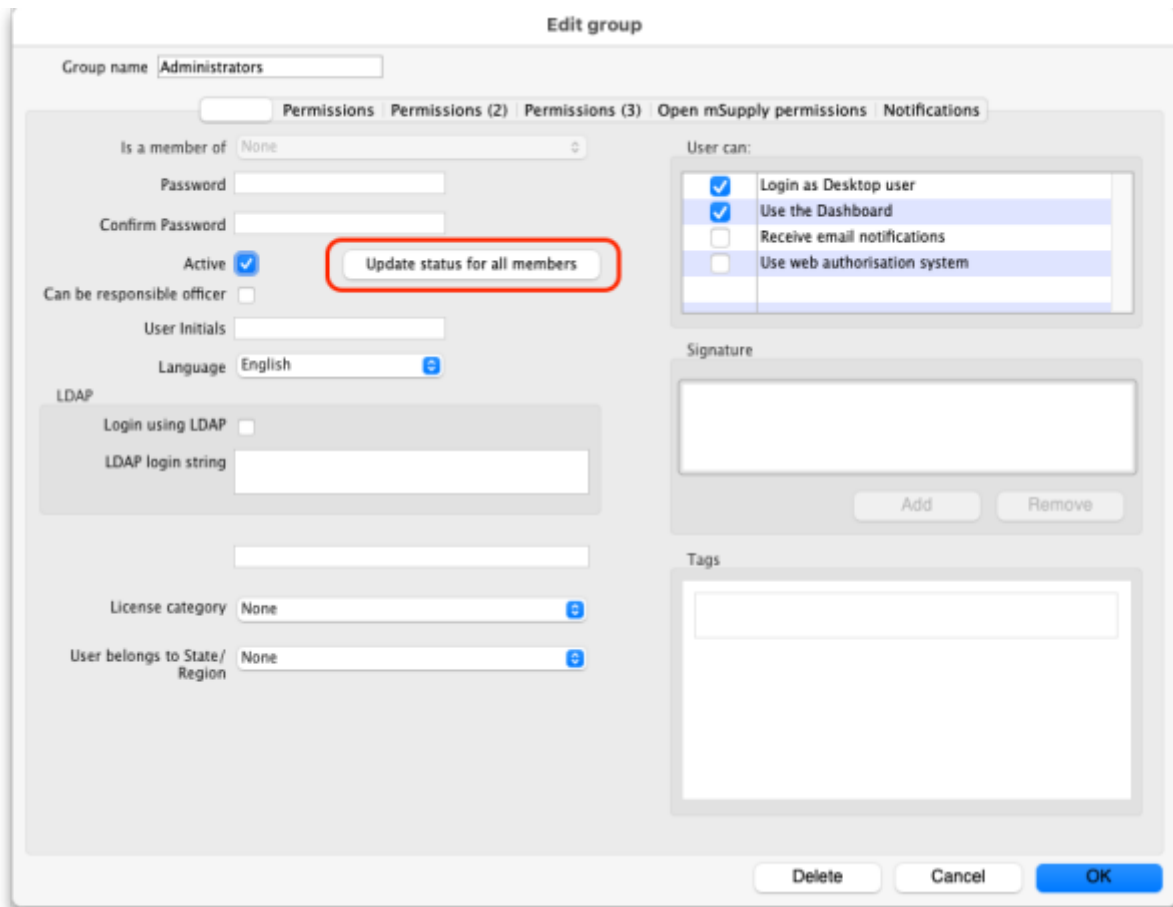 Edit group
Group name Administrators
Permissions Permissions (2) Permissions (3) Open mSupply permissions Notifications
Is a member of None
Password
Confirm Password
Active Update status for all members
Can be responsible officer
User Initials
Language English
LDAP
Login using LDAP
LDAP login string
License category None
User belongs to State/ None
Region
User can:
Login as Desktop user
Use the Dashboard
Receive email notifications
Use web authorisation system
Signature
Add Remove
Tags
Delete Cancel OK